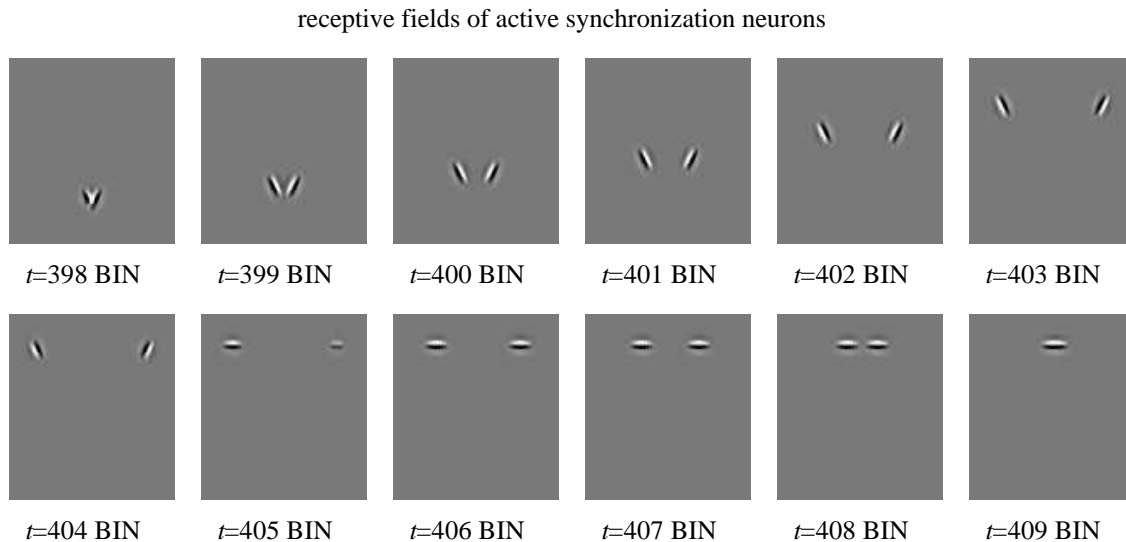 receptive fields of active synchronization neurons
t=398 BIN t=399 BIN t=400 BIN t=401 BIN t=402 BIN t=403 BIN
t=404 BIN t=405 BIN t=406 BIN t=407 BIN t=408 BIN t=409 BIN